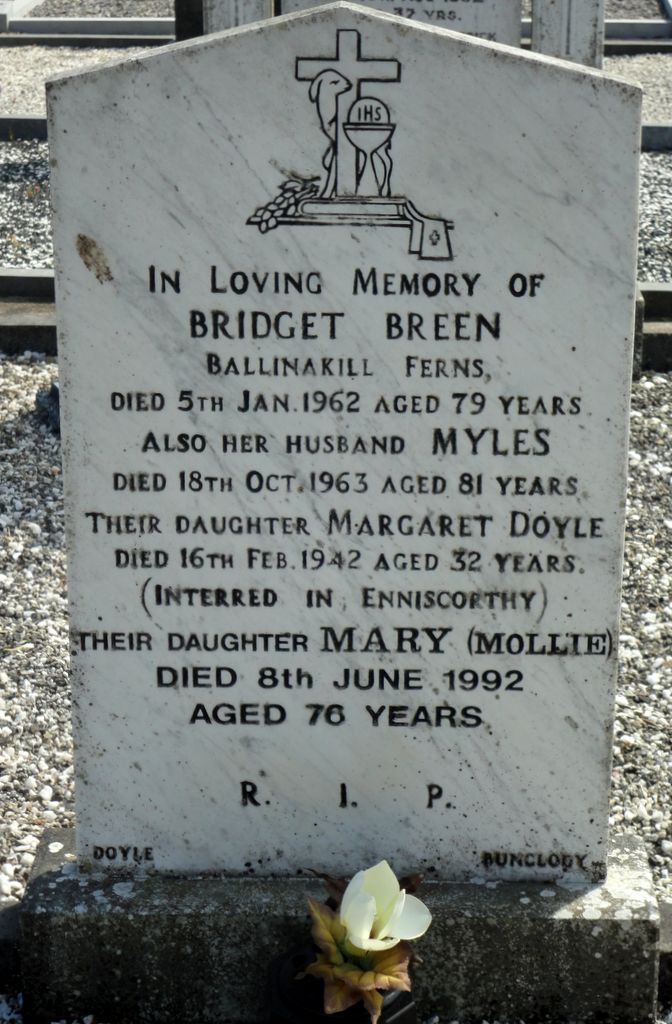 17 YRS.
IHS
IN LOVING MEMORY OF
BRIDGET BREEN
BALLINAKILL FERNS,
DIED 5TH JAN. 1962 AGED 79 YEARS
ALSO HER HUSBAND MYLES
DIED 18TH OCT. 1963 AGED 81 YEARS
THEIR DAUGHTER MARGARET DOYLE
DIED 16TH FEB. 1942 AGED 32 YEARS.
(INTERRED IN ENNISCORTHY)
THEIR DAUGHTER MARY (MOLLIE)
DIED 8th JUNE 1992
AGED 76 YEARS
R. I. P.
DOYLE BUNCLODY